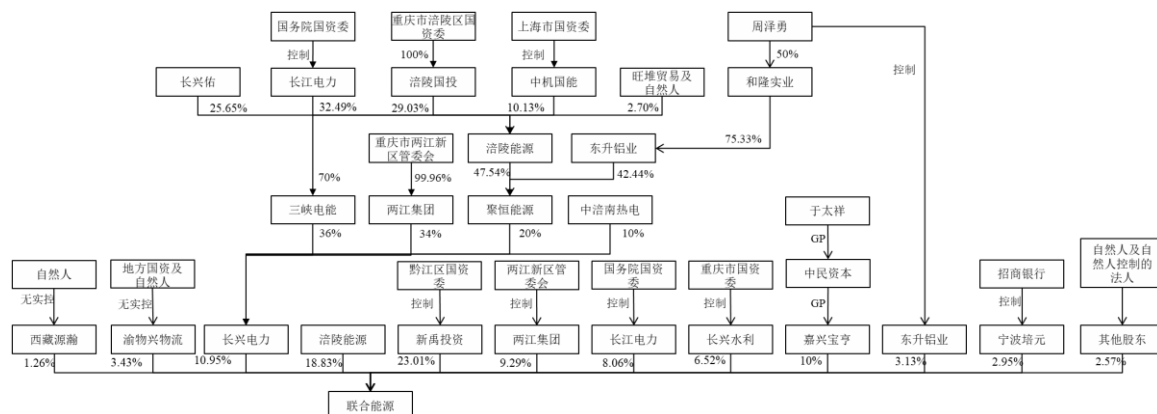 国务院国资委
重庆市涪陵区国
资委
上海市国资委
周泽勇
控制
100%
控制
50%
控制
长兴佑
长江电力
涪陵国投
中机国能
旺堆贸易及
自然人
和隆实业
25.65%
32.49%
29.03%
10.13%
2.70%
重庆市两江新
区管委会
涪陵能源
东升铝业
75.33%
70%
99.96%
47.54%
42.44%
三峡电能
两江集团
聚恒能源
中涪南热电
于太祥
36%
34%
20%
10%
GP
自然人
地方国资及
自然人
黔江区国资
委
两江新区管
委会
国务院国资
委
重庆市国资
委
中民资本
招商银行
自然人及自
然人控制的
法人
无实控
无实控
控制
控制
控制
控制
GP
控制
西藏源瀚
渝物兴物流
长兴电力
涪陵能源
新禹投资
两江集团
长江电力
长兴水利
嘉兴宝亨
东升铝业
宁波培元
其他股东
1.26%
3.43%
10.95%
18.83%
23.01%
9.29%
8.06%
6.52%
10%
3.13%
2.95%
2.57%
联合能源